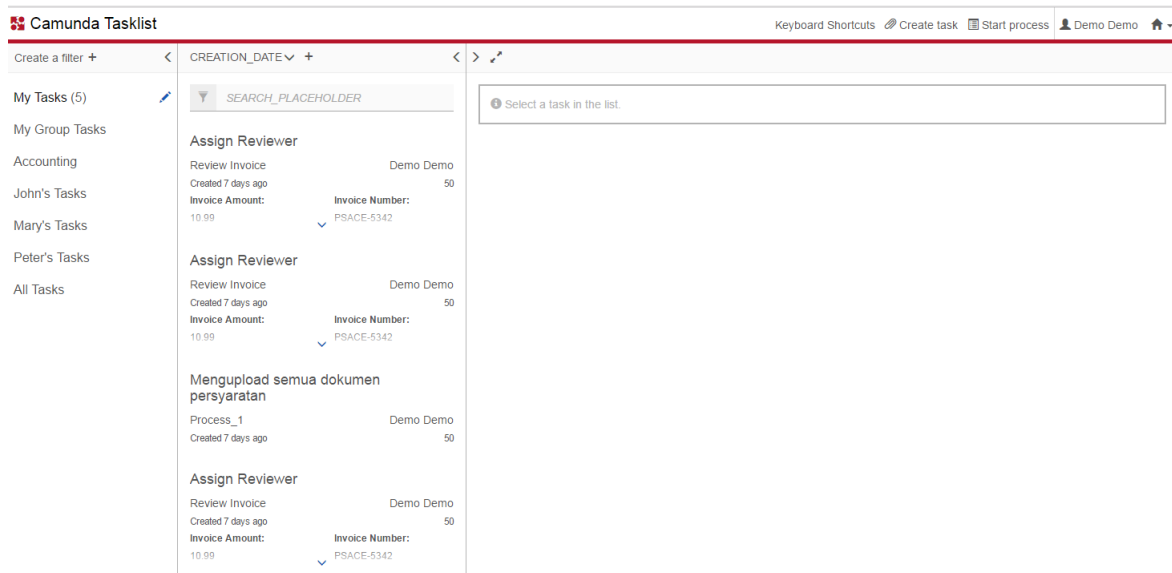 Camunda Tasklist
Keyboard Shortcuts Create task Start process Demo Demo
Create a filter +
CREATION_DATE +
My Tasks (5)
My Group Tasks
Accounting
John's Tasks
Mary's Tasks
Peter's Tasks
All Tasks
SEARCH_PLACEHOLDER
Assign Reviewer
Review Invoice Demo Demo
Created 7 days ago 50
Invoice Amount: Invoice Number:
10.99 PSACE-5342
Assign Reviewer
Review Invoice Demo Demo
Created 7 days ago 50
Invoice Amount: Invoice Number:
10.99 PSACE-5342
Mengupload semua dokumen
persyaratan
Process_1 Demo Demo
Created 7 days ago 50
Assign Reviewer
Review Invoice Demo Demo
Created 7 days ago 50
Invoice Amount: Invoice Number:
10.99 PSACE-5342
Select a task in the list.